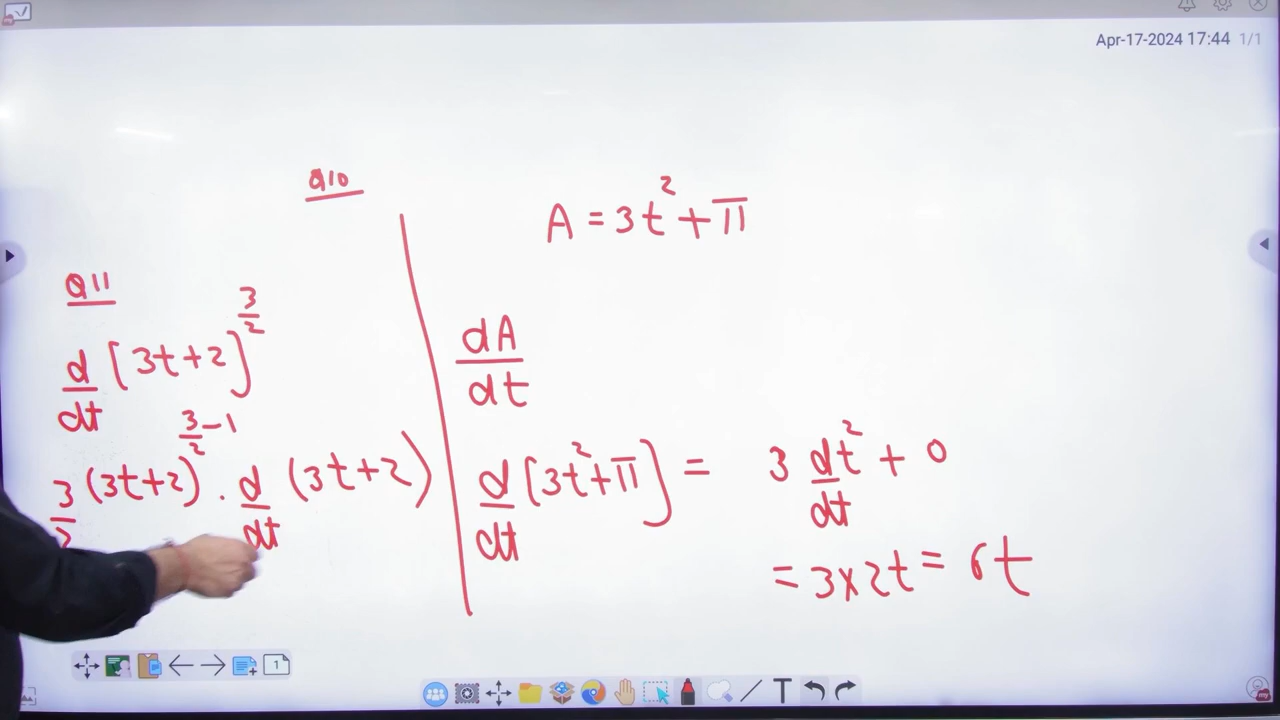 Apr-17-2024 17:44 1/1
Q10
Q11
d/dt [3t+2]^{3/2}
3/2 (3t+2)^{3/2-1} . d/dt (3t+2)
A = 3t² + π
dA/dt
d/dt [3t²+π] = 3 dt²/dt + 0
= 3×2t = 6t
1
T